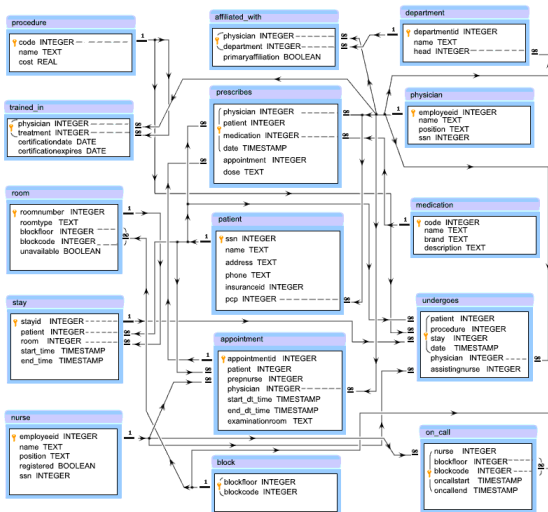 procedure
code INTEGER
name TEXT
cost REAL
affiliated_with
physician INTEGER
department INTEGER
primaryaffiliation BOOLEAN
department
departmentid INTEGER
name TEXT
head INTEGER
trained_in
physician INTEGER
treatment INTEGER
certificationdate DATE
certificationexpires DATE
prescribes
physician INTEGER
patient INTEGER
medication INTEGER
date TIMESTAMP
appointment INTEGER
dose TEXT
physician
employeeid INTEGER
name TEXT
position TEXT
ssn INTEGER
room
roomnumber INTEGER
roomtype TEXT
blockfloor INTEGER
blockcode INTEGER
unavailable BOOLEAN
patient
ssn INTEGER
name TEXT
address TEXT
phone TEXT
insuranceid INTEGER
pcp INTEGER
medication
code INTEGER
name TEXT
brand TEXT
description TEXT
stay
stayid INTEGER
patient INTEGER
room INTEGER
start_time TIMESTAMP
end_time TIMESTAMP
appointment
appointmentid INTEGER
patient INTEGER
prepnurse INTEGER
physician INTEGER
start_dt_time TIMESTAMP
end_dt_time TIMESTAMP
examinationroom TEXT
undergoes
patient INTEGER
procedure INTEGER
stay INTEGER
date TIMESTAMP
physician INTEGER
assistingnurse INTEGER
nurse
employeeid INTEGER
name TEXT
position TEXT
registered BOOLEAN
ssn INTEGER
block
blockfloor INTEGER
blockcode INTEGER
on_call
nurse INTEGER
blockfloor INTEGER
blockcode INTEGER
oncallstart TIMESTAMP
oncallend TIMESTAMP